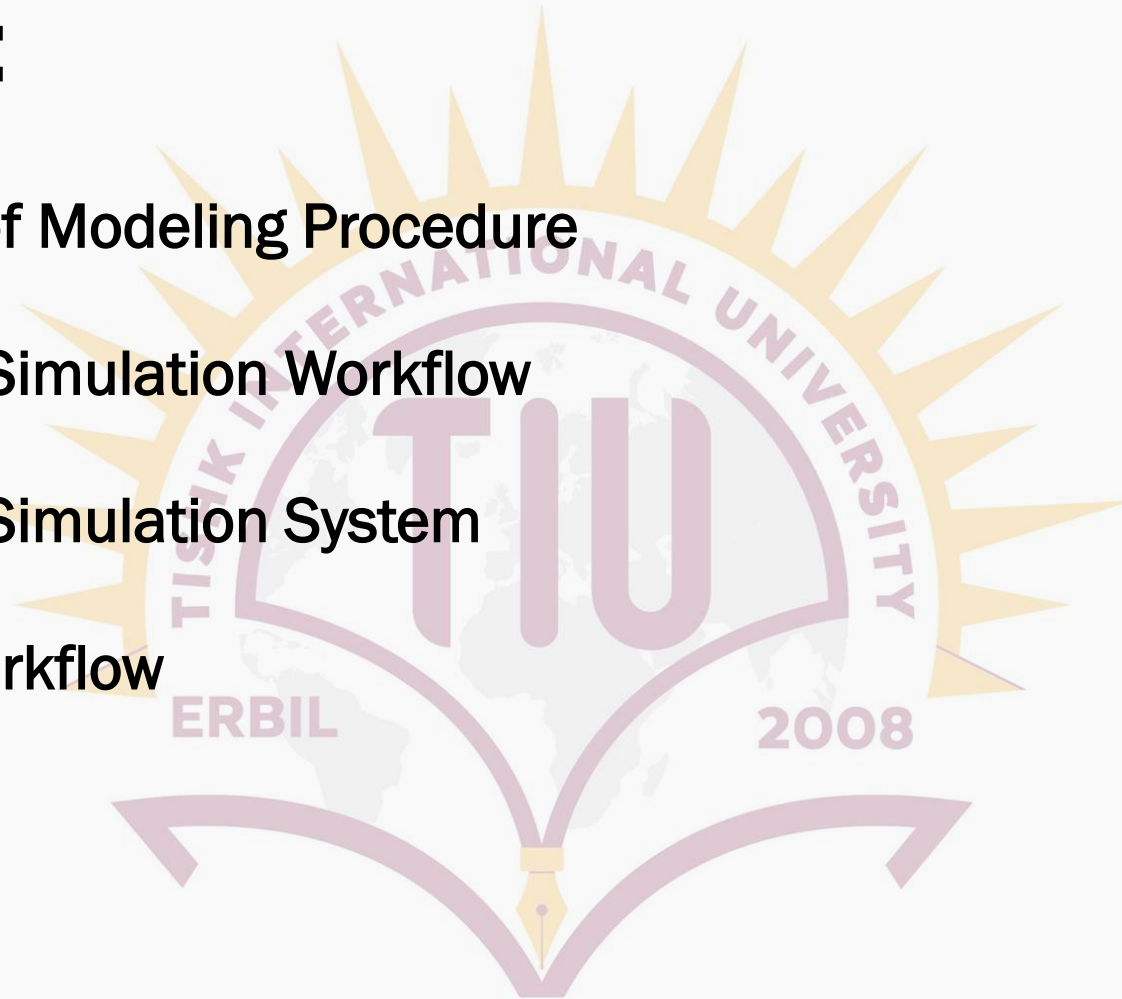 :
f Modeling Procedure
Simulation Workflow
Simulation System
rkflow
TISHK INTERNATIONAL UNIVERSITY
TIU
ERBIL
2008